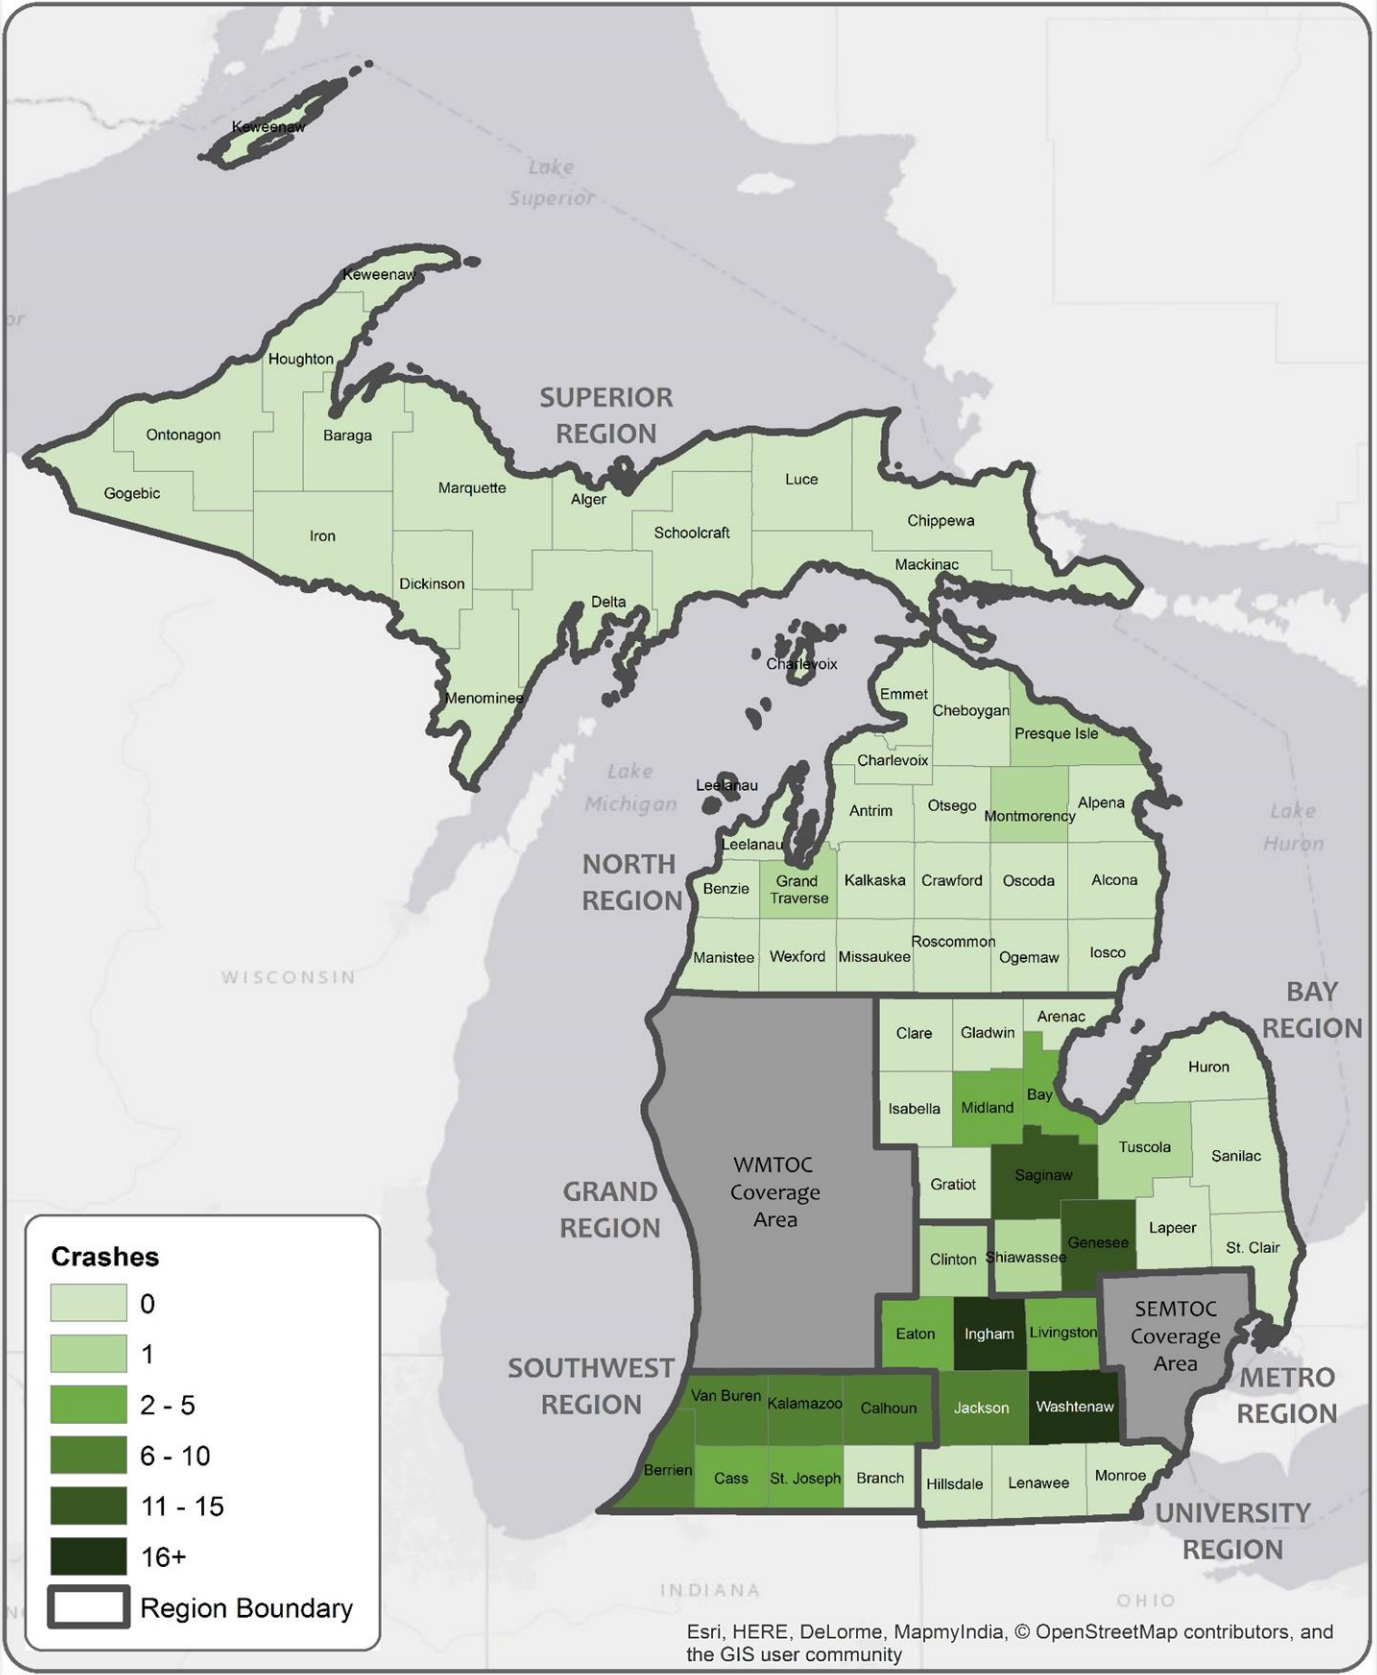 Keweenaw
Lake
Superior
Keweenaw
or
Houghton
SUPERIOR
REGION
Ontonagon
Baraga
Gogebic
Marquette
Alger
Luce
Iron
Schoolcraft
Chippewa
Mackinac
Dickinson
Delta
Menominee
Charlevoix
Emmet
Cheboygan
Presque Isle
Charlevoix
Lake
Michigan
Leelanau
Antrim
Otsego
Montmorency
Alpena
Lake
Huron
NORTH
REGION
Leelanau
Benzie
Grand
Traverse
Kalkaska
Crawford
Oscoda
Alcona
Manistee
Wexford
Missaukee
Roscommon
Ogemaw
Iosco
WISCONSIN
BAY
REGION
Clare
Gladwin
Arenac
Huron
Isabella
Midland
Bay
Tuscola
Sanilac
WMTOC
Coverage
Area
Gratiot
Saginaw
GRAND
REGION
Lapeer
St. Clair
Clinton
Shiawassee
Genesee
SEMTOC
Coverage
Area
Eaton
Ingham
Livingston
SOUTHWEST
REGION
METRO
REGION
Van Buren
Kalamazoo
Calhoun
Jackson
Washtenaw
Berrien
Cass
St. Joseph
Branch
Hillsdale
Lenawee
Monroe
UNIVERSITY
REGION
INDIANA
OHIO
Crashes
0
1
2 - 5
6 - 10
11 - 15
16+
Region Boundary
Esri, HERE, DeLorme, MapmyIndia, © OpenStreetMap contributors, and
the GIS user community